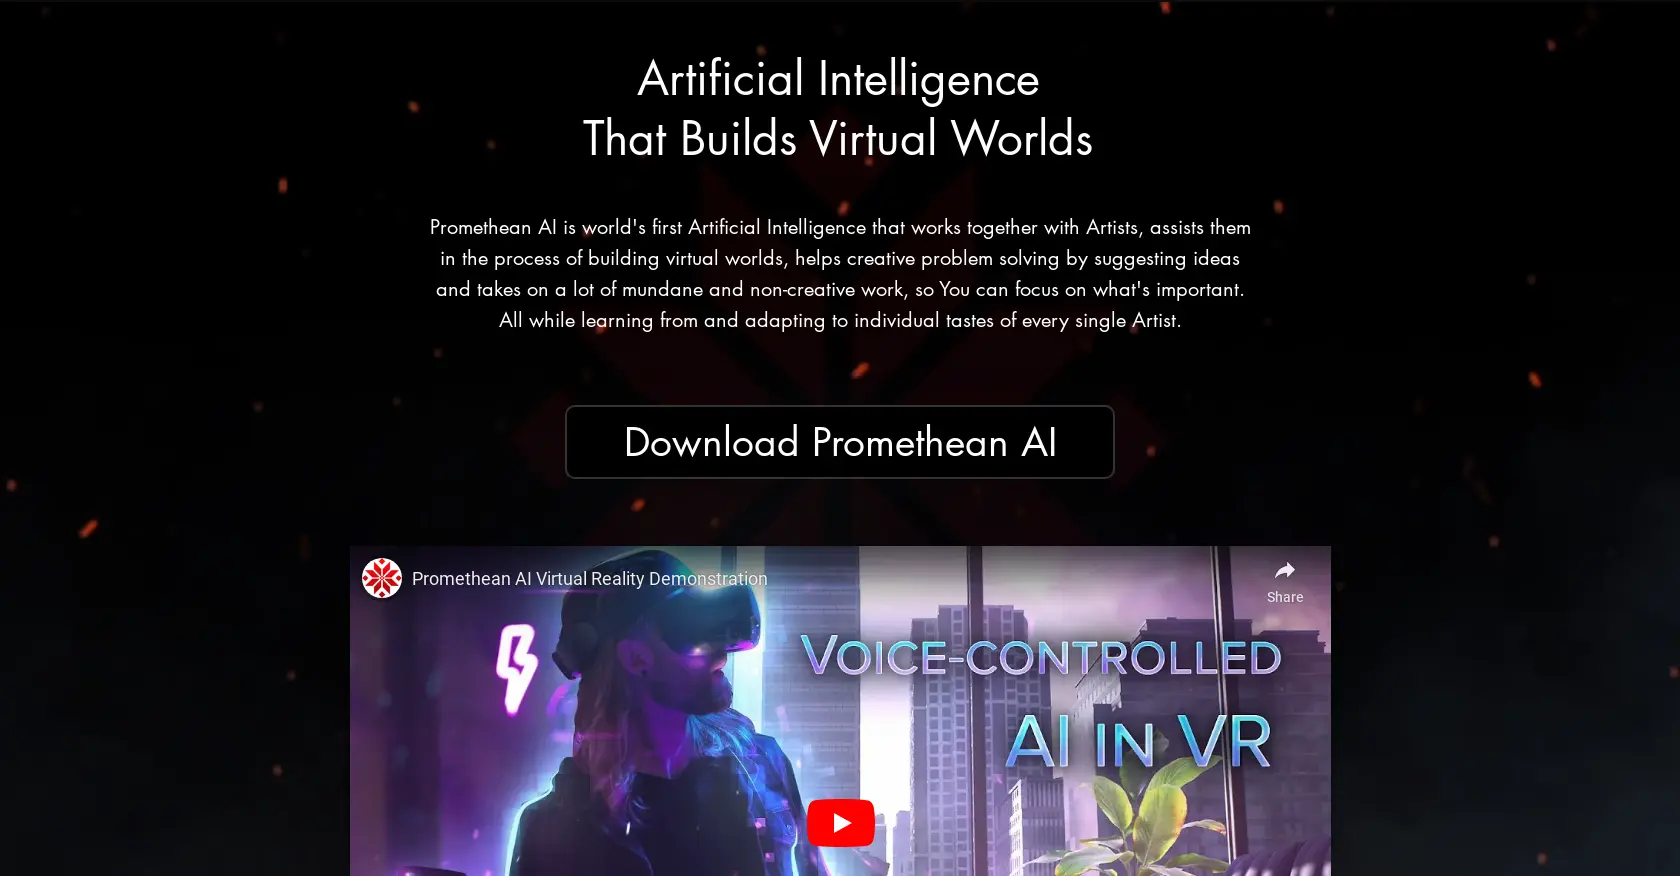 Artificial Intelligence
That Builds Virtual Worlds
Promethean AI is world's first Artificial Intelligence that works together with Artists, assists them
in the process of building virtual worlds, helps creative problem solving by suggesting ideas
and takes on a lot of mundane and non-creative work, so You can focus on what's important.
All while learning from and adapting to individual tastes of every single Artist.
Download Promethean AI
Promethean AI Virtual Reality Demonstration
Share
VOICE-CONTROLLED
AI IN VR